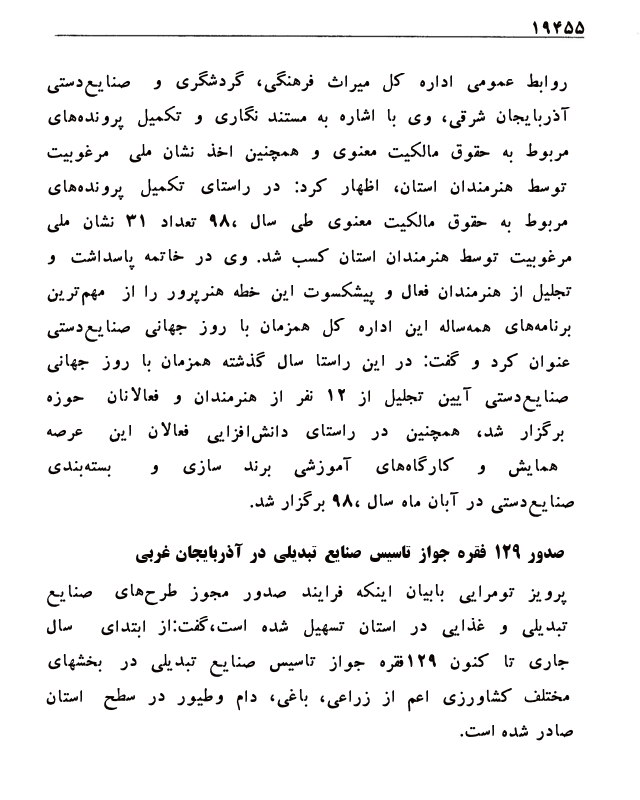 ۱۹۴۵۵
روابط عمومی اداره کل میراث فرهنگی، گردشگری و صنایع‌دستی
آذربایجان شرقی، وی با اشاره به مستند نگاری و تکمیل پرونده‌های
مربوط به حقوق مالکیت معنوی و همچنین اخذ نشان ملی مرغوبیت
توسط هنرمندان استان، اظهار کرد: در راستای تکمیل پرونده‌های
مربوط به حقوق مالکیت معنوی طی سال ۹۸، تعداد ۳۱ نشان ملی
مرغوبیت توسط هنرمندان استان کسب شد. وی در خاتمه پاسداشت و
تجلیل از هنرمندان فعال و پیشکسوت این خطه هنرپرور را از مهم‌ترین
برنامه‌های همه‌ساله این اداره کل همزمان با روز جهانی صنایع‌دستی
عنوان کرد و گفت: در این راستا سال گذشته همزمان با روز جهانی
صنایع‌دستی آیین تجلیل از ۱۲ نفر از هنرمندان و فعالانان حوزه
برگزار شد، همچنین در راستای دانش‌افزایی فعالان این عرصه
همایش و کارگاه‌های آموزشی برند سازی و بسته‌بندی
صنایع‌دستی در آبان ماه سال ۹۸، برگزار شد.
صدور ۱۲۹ فقره جواز تاسیس صنایع تبدیلی در آذربایجان غربی
پرویز تومرایی بابیان اینکه فرایند صدور مجوز طرح‌های صنایع
تبدیلی و غذایی در استان تسهیل شده است،گفت:از ابتدای سال
جاری تا کنون ۱۲۹فقره جواز تاسیس صنایع تبدیلی در بخشهای
مختلف کشاورزی اعم از زراعی، باغی، دام وطیور در سطح استان
صادر شده است.